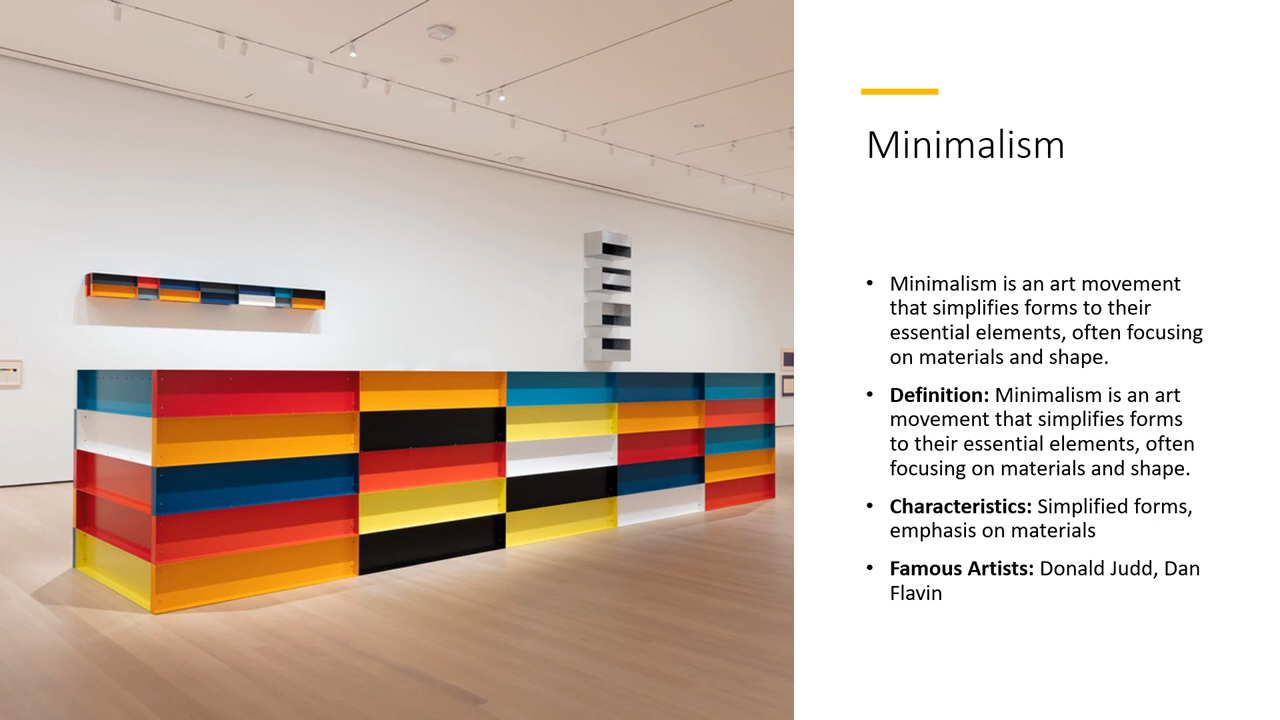 Minimalism
• Minimalism is an art movement
that simplifies forms to their
essential elements, often focusing
on materials and shape.
• Definition: Minimalism is an art
movement that simplifies forms
to their essential elements, often
focusing on materials and shape.
• Characteristics: Simplified forms,
emphasis on materials
• Famous Artists: Donald Judd, Dan
Flavin